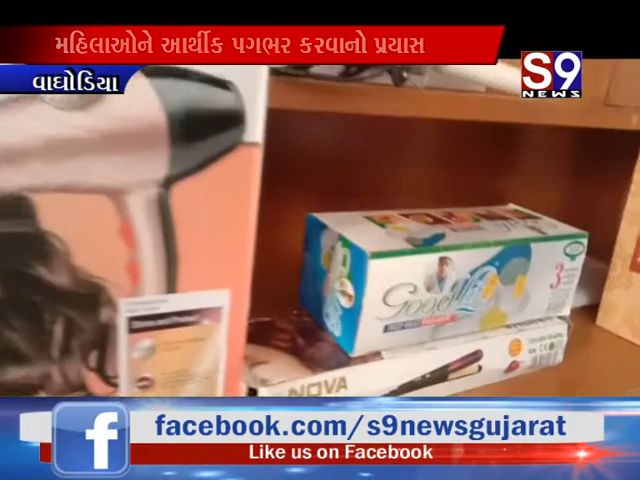 મહિલાઓને આર્થીક પગભર કરવાનો પ્રયાસ
વાઘોડિયા
S9
NEWS
Good
3
NOVA
facebook.com/s9newsgujarat
Like us on Facebook